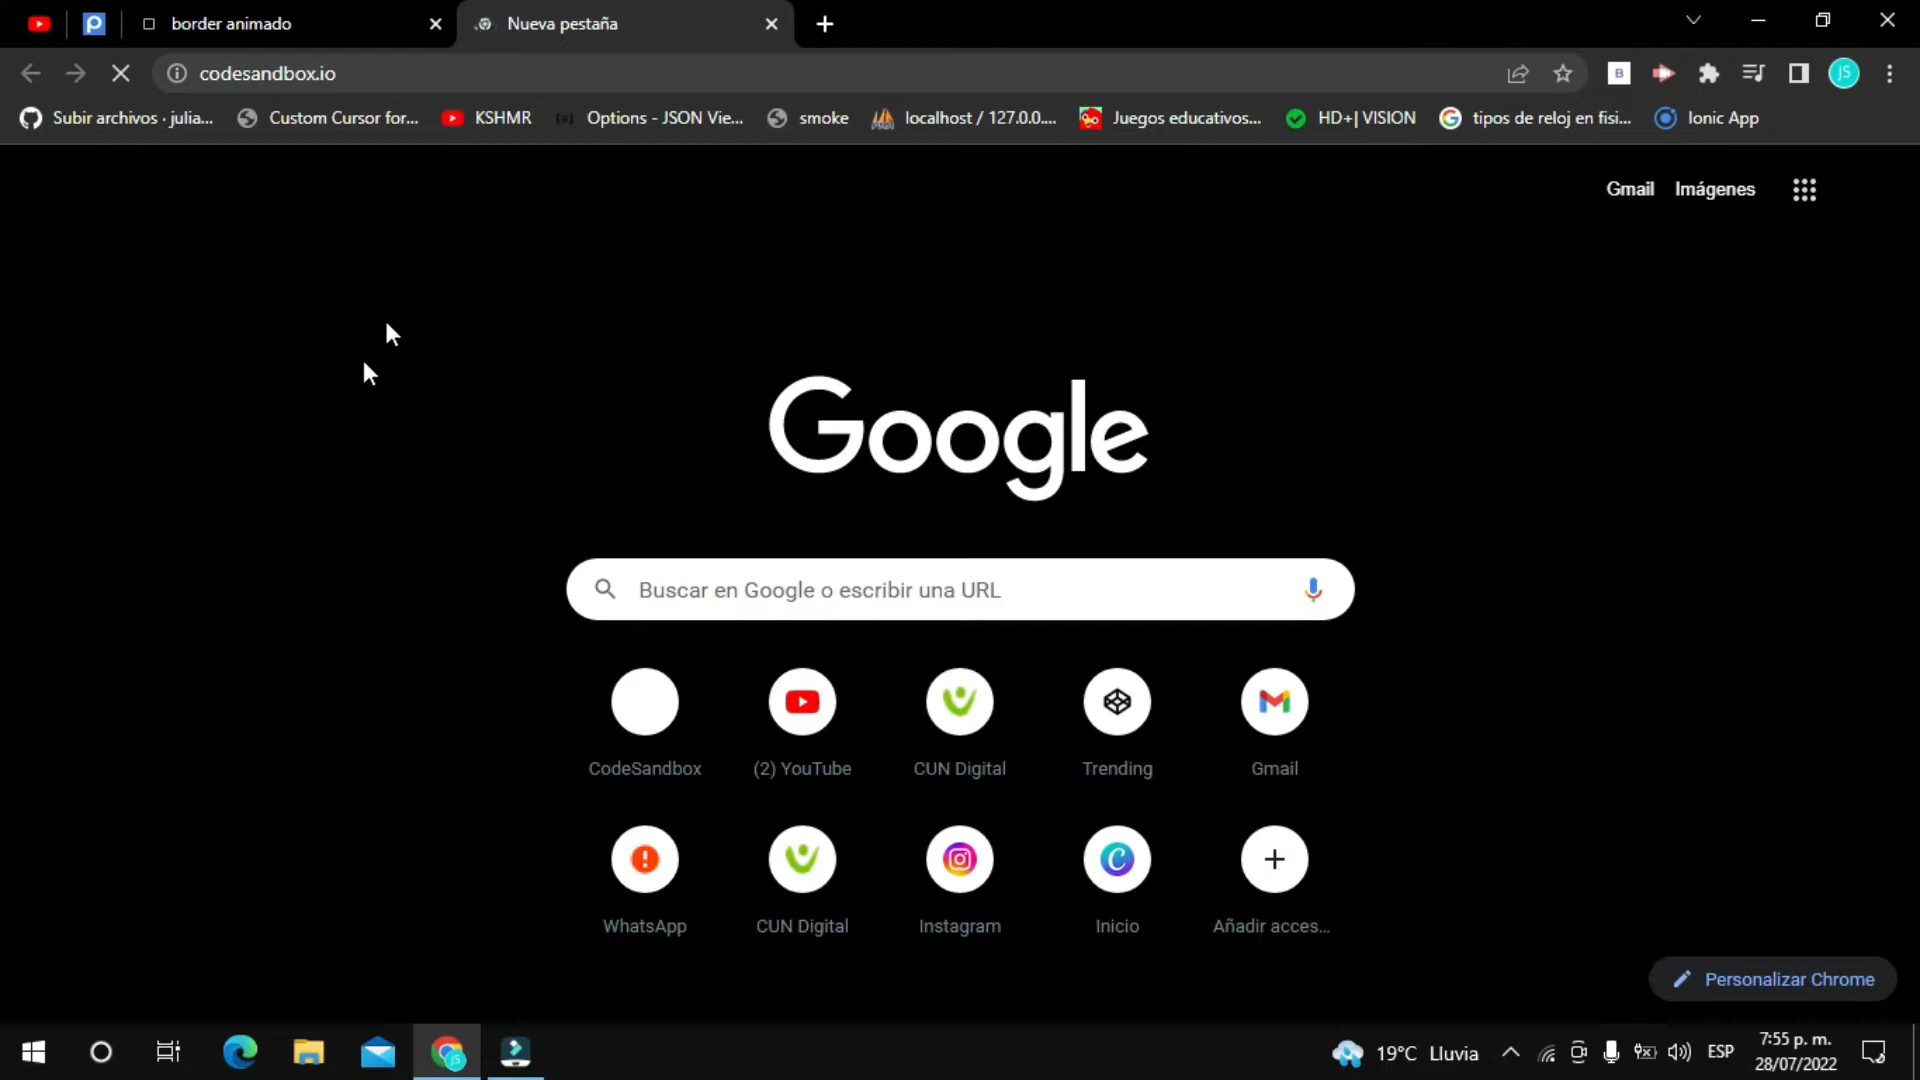 border animado
Nueva pestaña
codesandbox.io
B
JS
Subir archivos · julia...
Custom Cursor for...
KSHMR
Options - JSON Vie...
smoke
localhost / 127.0.0....
Juegos educativos...
HD+| VISION
tipos de reloj en fisi...
Ionic App
Gmail
Imágenes
Google
Buscar en Google o escribir una URL
CodeSandbox
(2) YouTube
CUN Digital
Trending
Gmail
WhatsApp
CUN Digital
Instagram
Inicio
Añadir acces...
Personalizar Chrome
19°C Lluvia
ESP
7:55 p. m.
28/07/2022